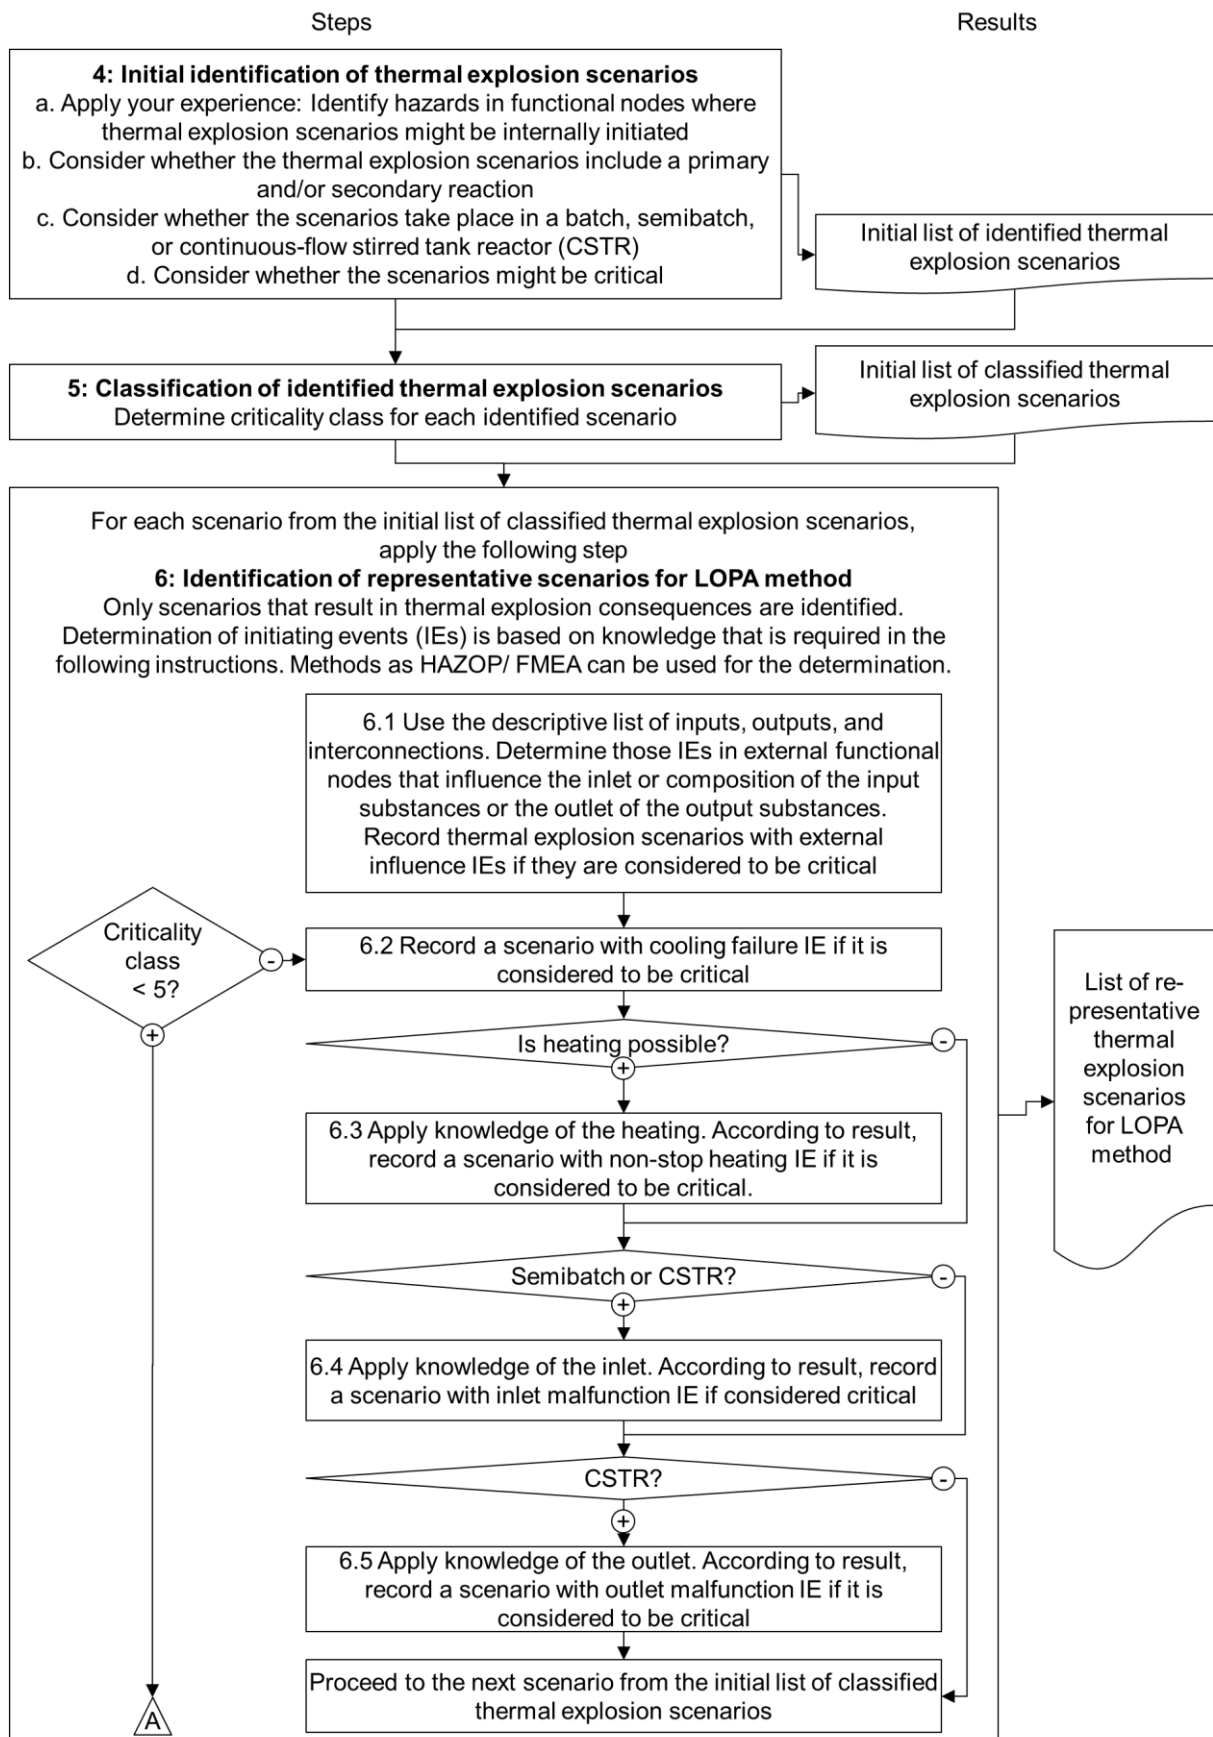 Steps
Results
4: Initial identification of thermal explosion scenarios
a. Apply your experience: Identify hazards in functional nodes where
thermal explosion scenarios might be internally initiated
b. Consider whether the thermal explosion scenarios include a primary
and/or secondary reaction
c. Consider whether the scenarios take place in a batch, semibatch,
or continuous-flow stirred tank reactor (CSTR)
d. Consider whether the scenarios might be critical
Initial list of identified thermal
explosion scenarios
5: Classification of identified thermal explosion scenarios
Determine criticality class for each identified scenario
Initial list of classified thermal
explosion scenarios
For each scenario from the initial list of classified thermal explosion scenarios,
apply the following step
6: Identification of representative scenarios for LOPA method
Only scenarios that result in thermal explosion consequences are identified.
Determination of initiating events (IEs) is based on knowledge that is required in the
following instructions. Methods as HAZOP/ FMEA can be used for the determination.
6.1 Use the descriptive list of inputs, outputs, and
interconnections. Determine those IEs in external functional
nodes that influence the inlet or composition of the input
substances or the outlet of the output substances.
Record thermal explosion scenarios with external
influence IEs if they are considered to be critical
Criticality
class
< 5?
-
+
6.2 Record a scenario with cooling failure IE if it is
considered to be critical
Is heating possible?
-
+
6.3 Apply knowledge of the heating. According to result,
record a scenario with non-stop heating IE if it is
considered to be critical.
Semibatch or CSTR?
-
+
6.4 Apply knowledge of the inlet. According to result, record
a scenario with inlet malfunction IE if considered critical
CSTR?
-
+
6.5 Apply knowledge of the outlet. According to result,
record a scenario with outlet malfunction IE if it is
considered to be critical
Proceed to the next scenario from the initial list of classified
thermal explosion scenarios
A
List of re-
presentative
thermal
explosion
scenarios
for LOPA
method